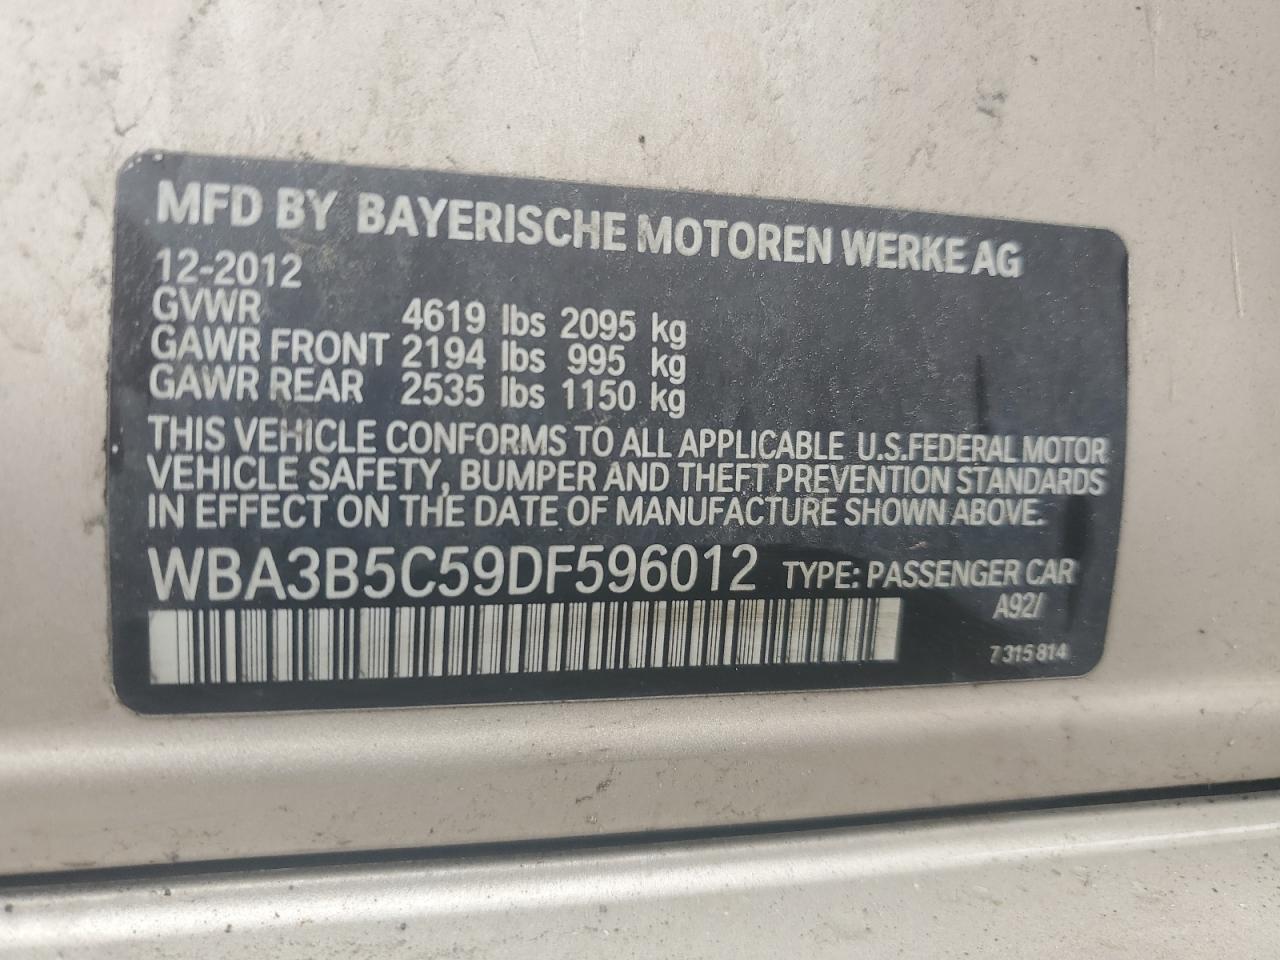 MFD BY BAYERISCHE MOTOREN WERKE AG
12-2012
GVWR 4619 lbs 2095 kg
GAWR FRONT 2194 lbs 995 kg
GAWR REAR 2535 lbs 1150 kg
THIS VEHICLE CONFORMS TO ALL APPLICABLE U.S.FEDERAL MOTOR
VEHICLE SAFETY, BUMPER AND THEFT PREVENTION STANDARDS
IN EFFECT ON THE DATE OF MANUFACTURE SHOWN ABOVE.
WBA3B5C59DF596012 TYPE: PASSENGER CAR
A92/
7 315 814